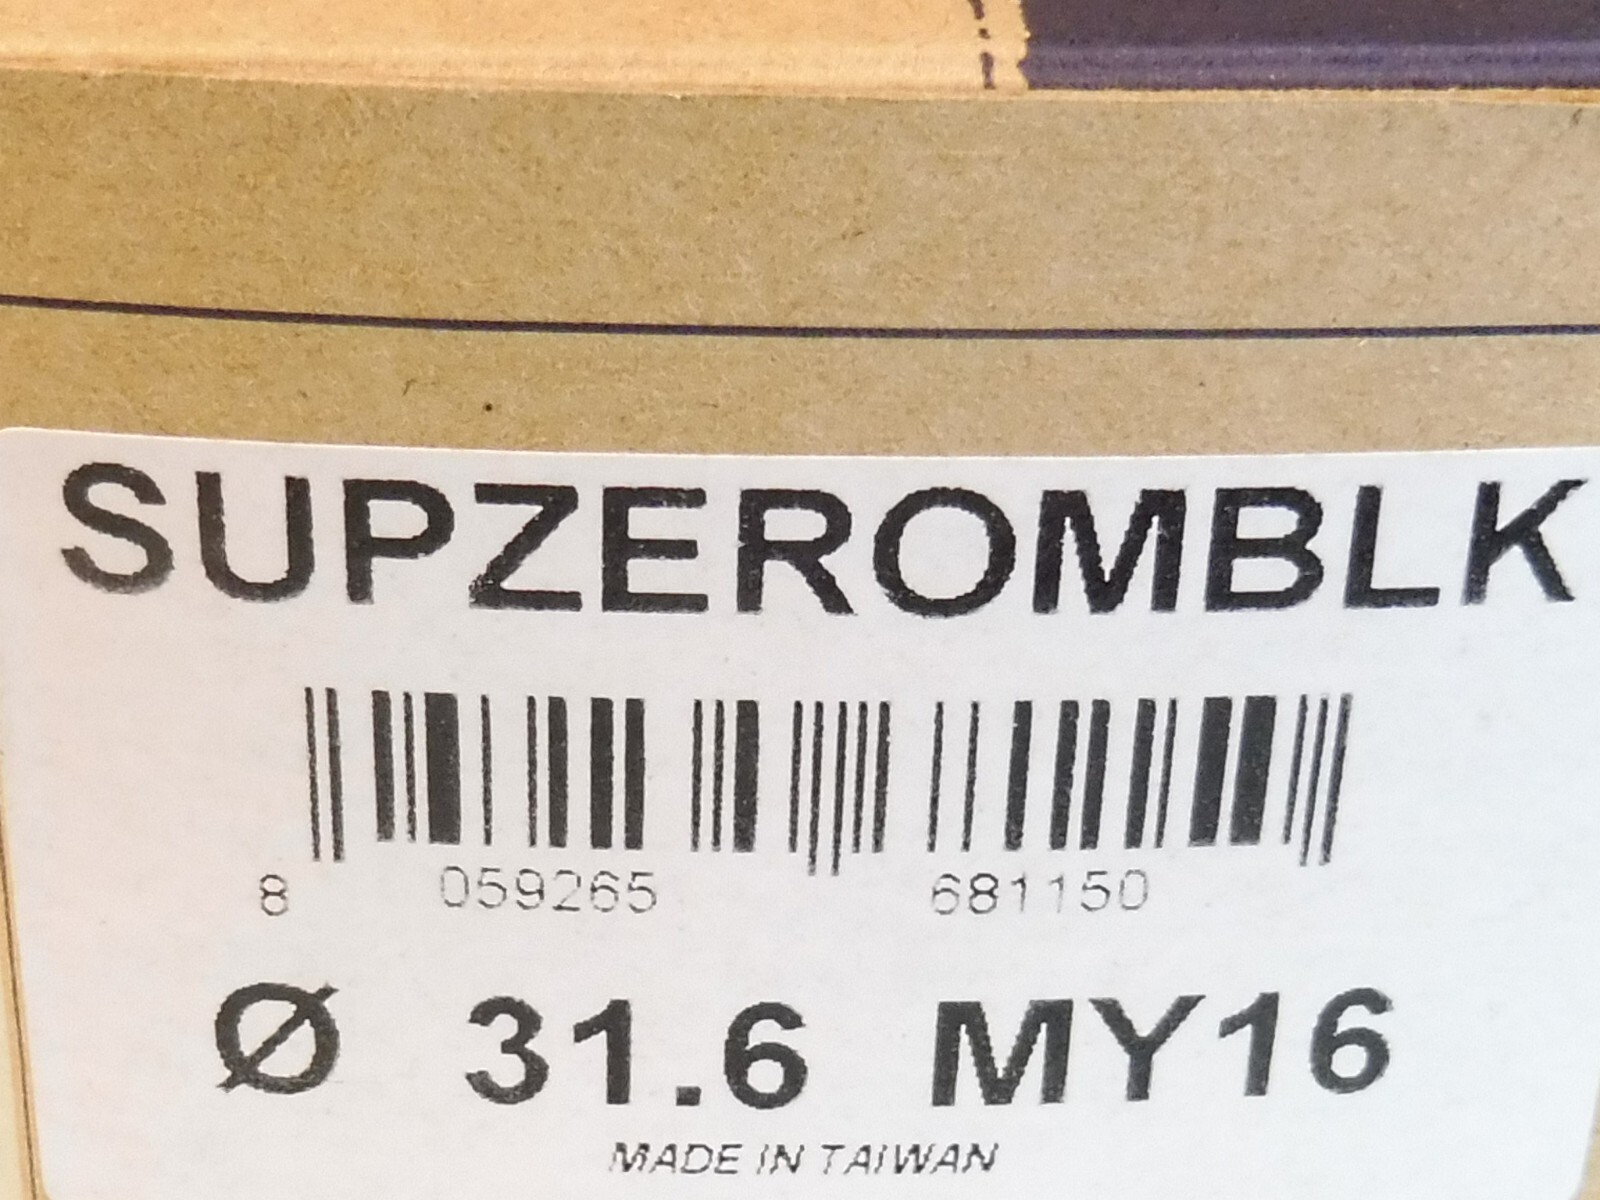 SUPZEROMBLK
8 059265 681150
Ø 31.6 MY16
MADE IN TAIWAN